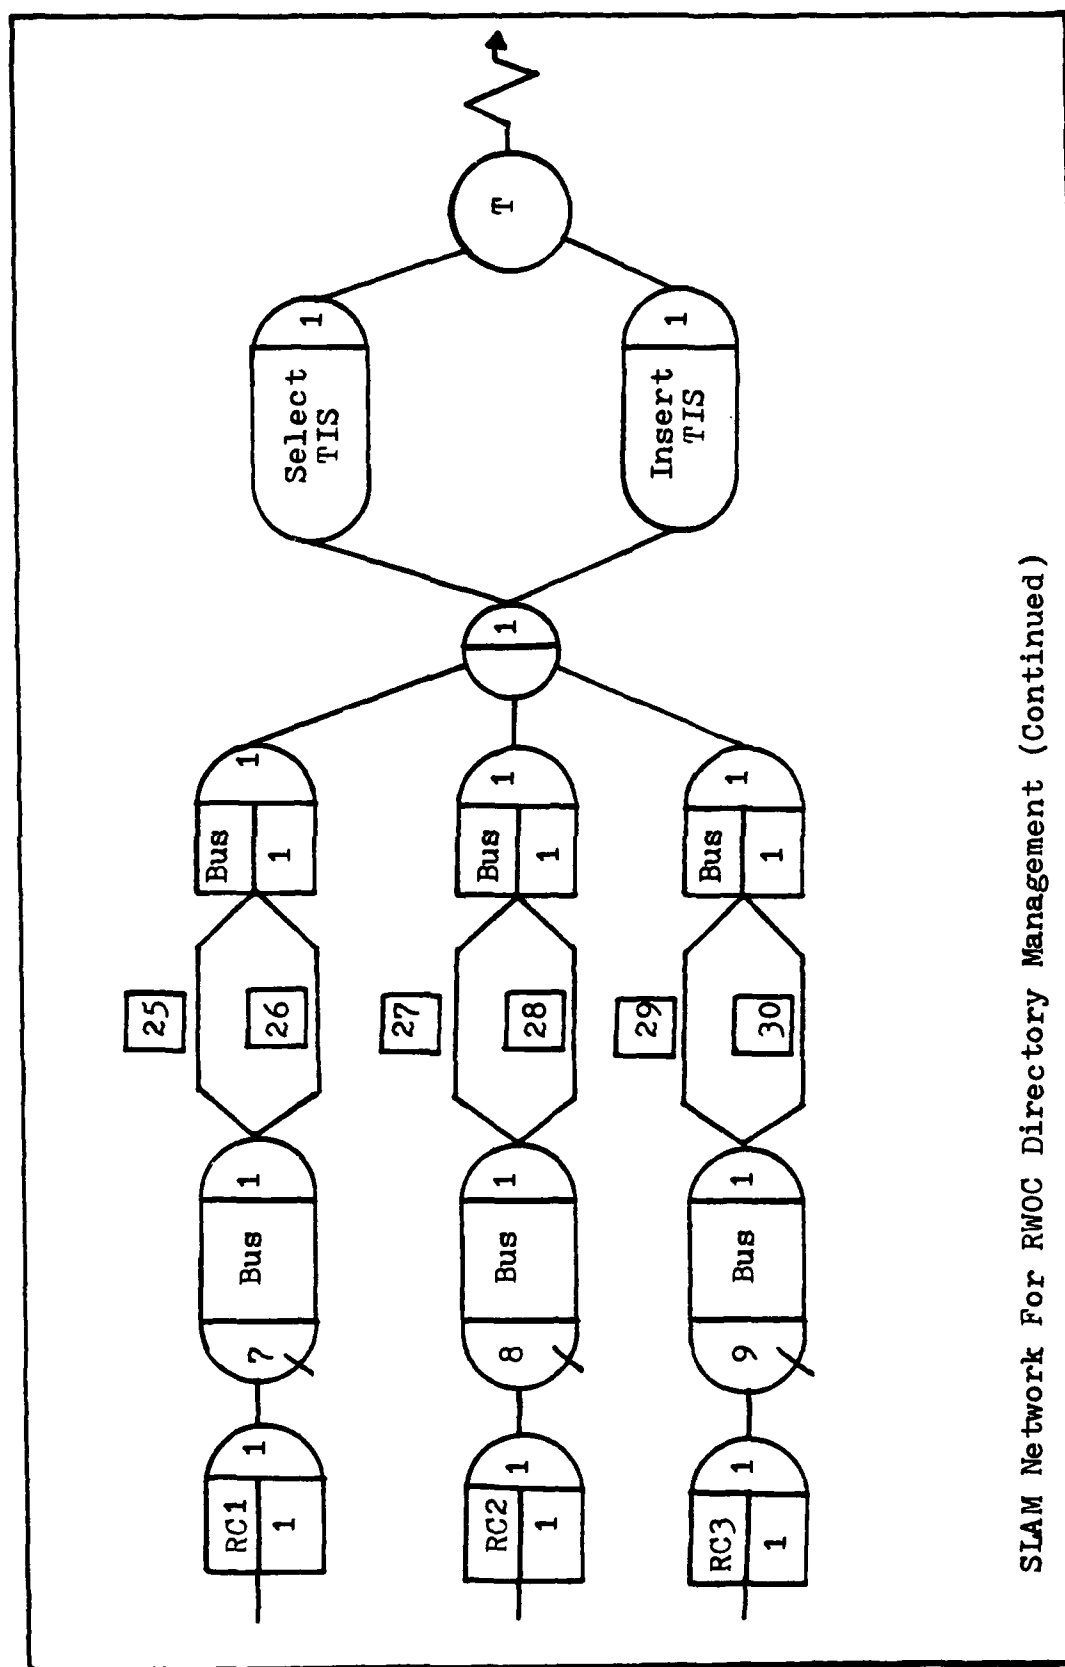 RC1
1
1
7
Bus
1
25
26
Bus
1
1
RC2
1
1
8
Bus
1
27
28
Bus
1
1
RC3
1
1
9
Bus
1
29
30
Bus
1
1
1
Select
TIS
1
Insert
TIS
1
T
SLAM Network For RWOC Directory Management (Continued)